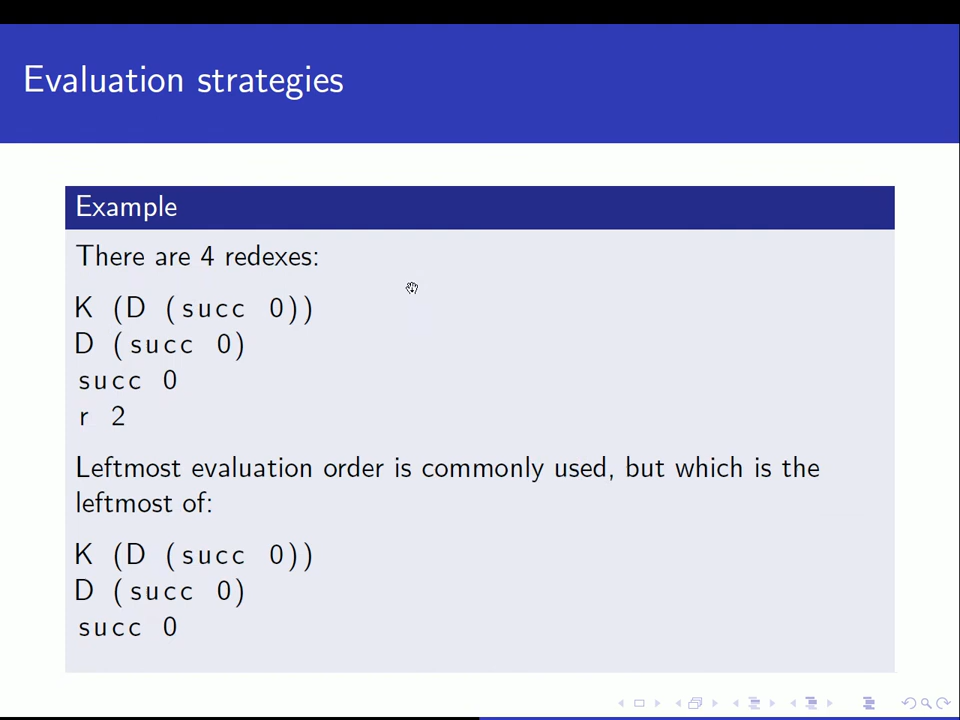 Evaluation strategies
Example
There are 4 redexes:
K (D (succ 0))
D (succ 0)
succ 0
r 2
Leftmost evaluation order is commonly used, but which is the
leftmost of:
K (D (succ 0))
D (succ 0)
succ 0